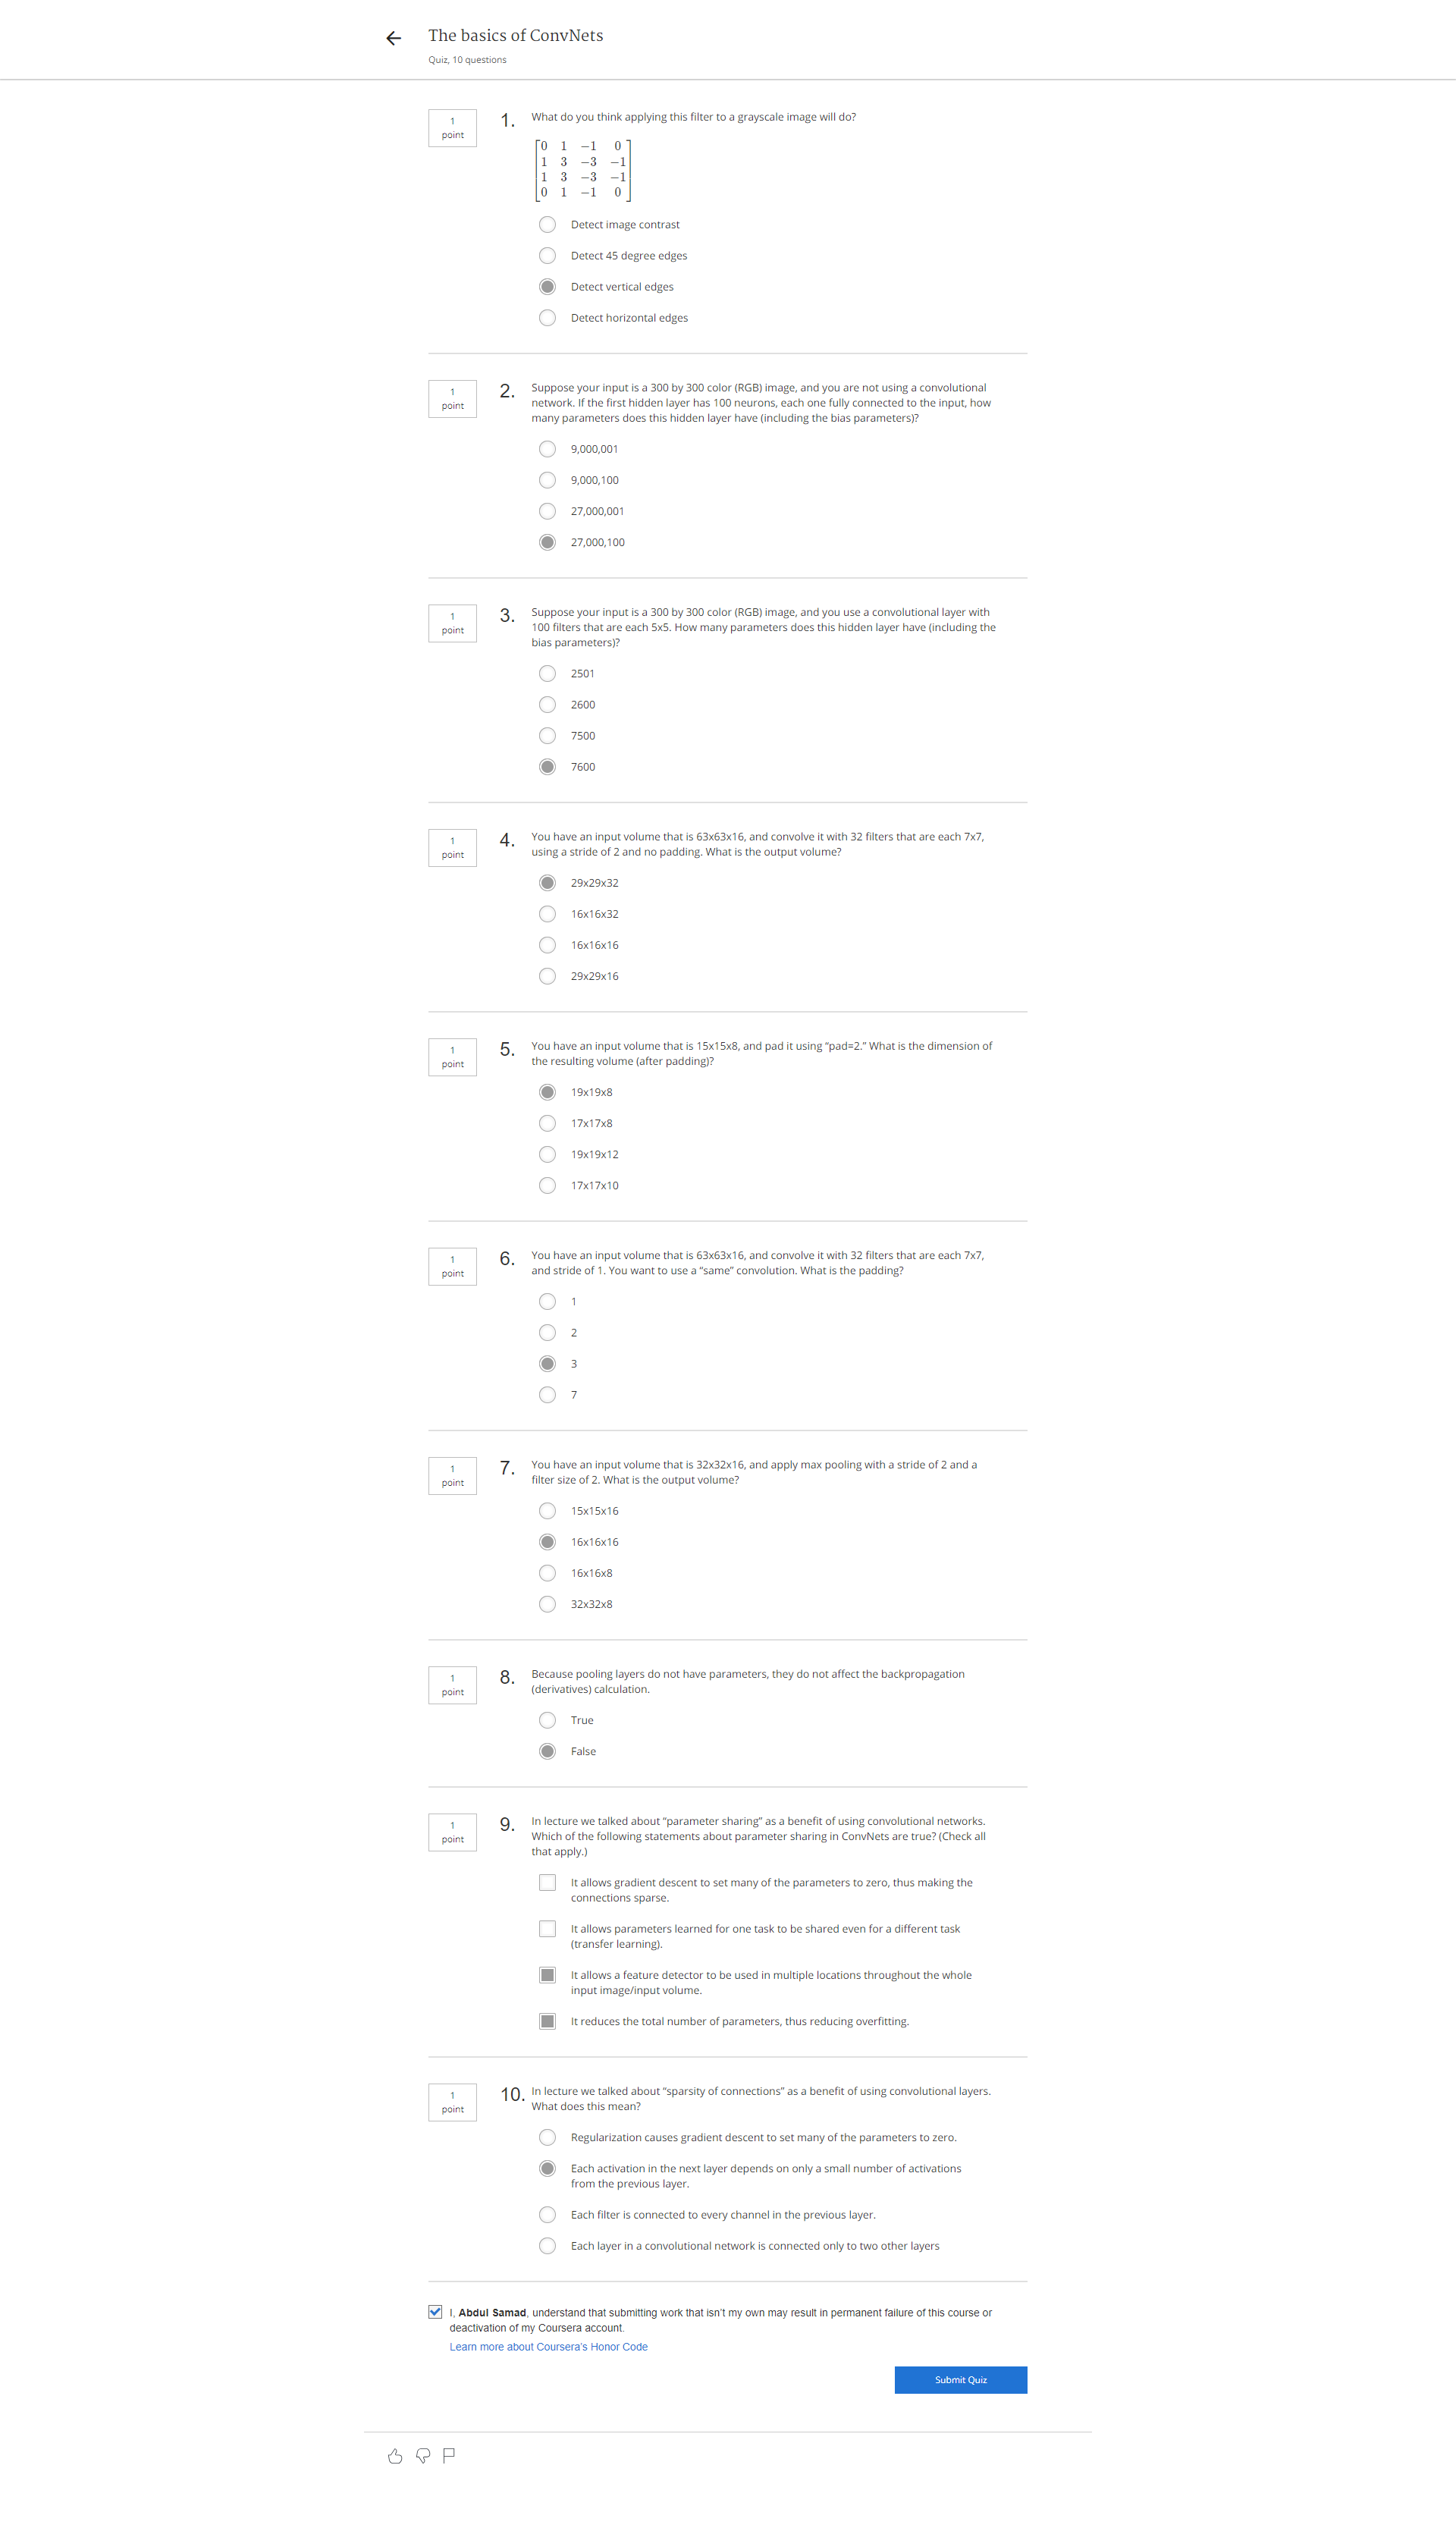 The basics of ConvNets
Quiz, 10 questions
1
point
1.
What do you think applying this filter to a grayscale image will do?
0 1 −1 0
1 3 −3 −1
1 3 −3 −1
0 1 −1 0
Detect image contrast
Detect 45 degree edges
Detect vertical edges
Detect horizontal edges
1
point
2.
Suppose your input is a 300 by 300 color (RGB) image, and you are not using a convolutional
network. If the first hidden layer has 100 neurons, each one fully connected to the input, how
many parameters does this hidden layer have (including the bias parameters)?
9,000,001
9,000,100
27,000,001
27,000,100
1
point
3.
Suppose your input is a 300 by 300 color (RGB) image, and you use a convolutional layer with
100 filters that are each 5x5. How many parameters does this hidden layer have (including the
bias parameters)?
2501
2600
7500
7600
1
point
4.
You have an input volume that is 63x63x16, and convolve it with 32 filters that are each 7x7,
using a stride of 2 and no padding. What is the output volume?
29x29x32
16x16x32
16x16x16
29x29x16
1
point
5.
You have an input volume that is 15x15x8, and pad it using “pad=2.” What is the dimension of
the resulting volume (after padding)?
19x19x8
17x17x8
19x19x12
17x17x10
1
point
6.
You have an input volume that is 63x63x16, and convolve it with 32 filters that are each 7x7,
and stride of 1. You want to use a “same” convolution. What is the padding?
1
2
3
7
1
point
7.
You have an input volume that is 32x32x16, and apply max pooling with a stride of 2 and a
filter size of 2. What is the output volume?
15x15x16
16x16x16
16x16x8
32x32x8
1
point
8.
Because pooling layers do not have parameters, they do not affect the backpropagation
(derivatives) calculation.
True
False
1
point
9.
In lecture we talked about “parameter sharing” as a benefit of using convolutional networks.
Which of the following statements about parameter sharing in ConvNets are true? (Check all
that apply.)
It allows gradient descent to set many of the parameters to zero, thus making the
connections sparse.
It allows parameters learned for one task to be shared even for a different task
(transfer learning).
It allows a feature detector to be used in multiple locations throughout the whole
input image/input volume.
It reduces the total number of parameters, thus reducing overfitting.
1
point
10.
In lecture we talked about “sparsity of connections” as a benefit of using convolutional layers.
What does this mean?
Regularization causes gradient descent to set many of the parameters to zero.
Each activation in the next layer depends on only a small number of activations
from the previous layer.
Each filter is connected to every channel in the previous layer.
Each layer in a convolutional network is connected only to two other layers
I, Abdul Samad, understand that submitting work that isn’t my own may result in permanent failure of this course or
deactivation of my Coursera account.
Learn more about Coursera’s Honor Code
Submit Quiz